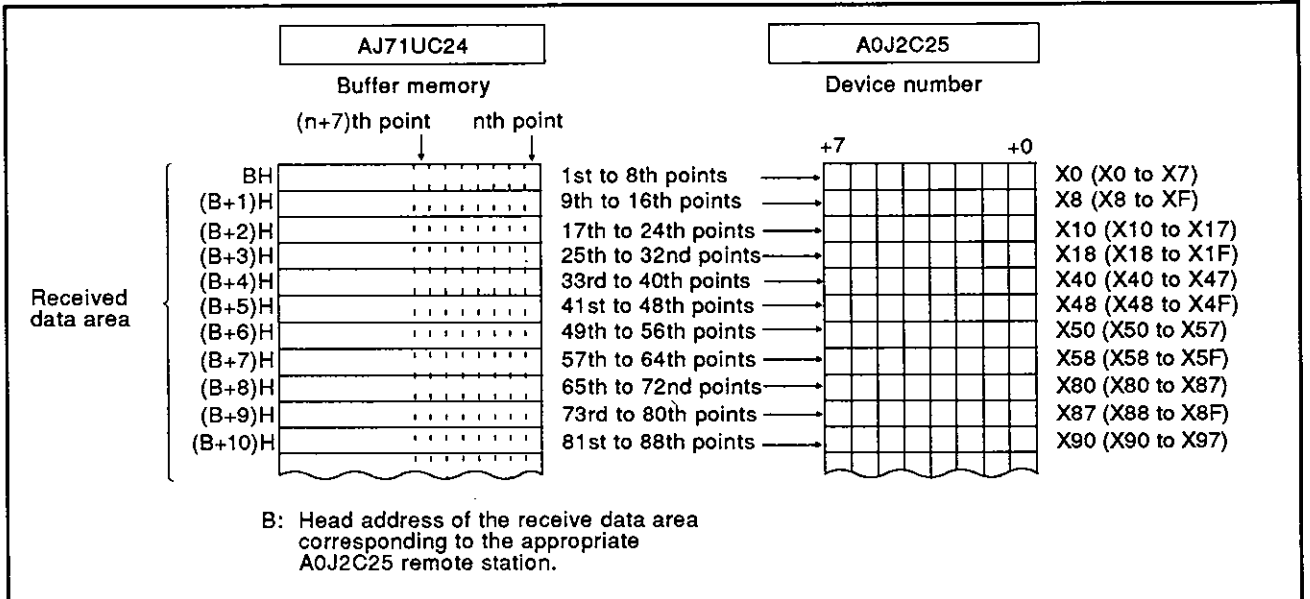 AJ71UC24 A0J2C25
Buffer memory Device number
(n+7)th point nth point
+7 +0
BH 1st to 8th points X0 (X0 to X7)
(B+1)H 9th to 16th points X8 (X8 to XF)
(B+2)H 17th to 24th points X10 (X10 to X17)
(B+3)H 25th to 32nd points X18 (X18 to X1F)
(B+4)H 33rd to 40th points X40 (X40 to X47)
Received
data area
(B+5)H 41st to 48th points X48 (X48 to X4F)
(B+6)H 49th to 56th points X50 (X50 to X57)
(B+7)H 57th to 64th points X58 (X58 to X5F)
(B+8)H 65th to 72nd points X80 (X80 to X87)
(B+9)H 73rd to 80th points X87 (X88 to X8F)
(B+10)H 81st to 88th points X90 (X90 to X97)
B: Head address of the receive data area
corresponding to the appropriate
A0J2C25 remote station.